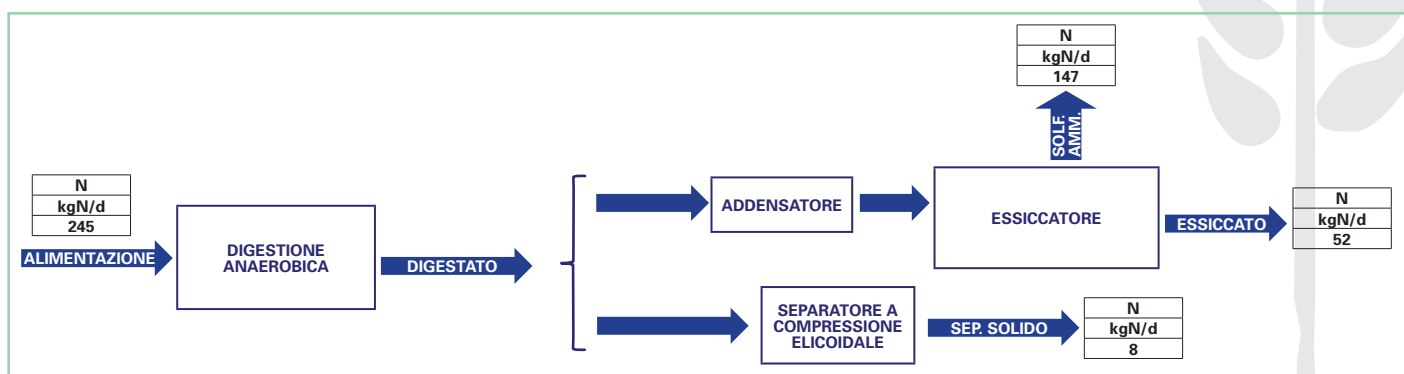 N
kgN/d
147
SOLF.
AMM.
N
kgN/d
245
ALIMENTAZIONE
DIGESTIONE
ANAEROBICA
DIGESTATO
ADDENSATORE
ESSICCATORE
ESSICCATO
N
kgN/d
52
SEPARATORE A
COMPRESSIONE
ELICOIDALE
SEP. SOLIDO
N
kgN/d
8